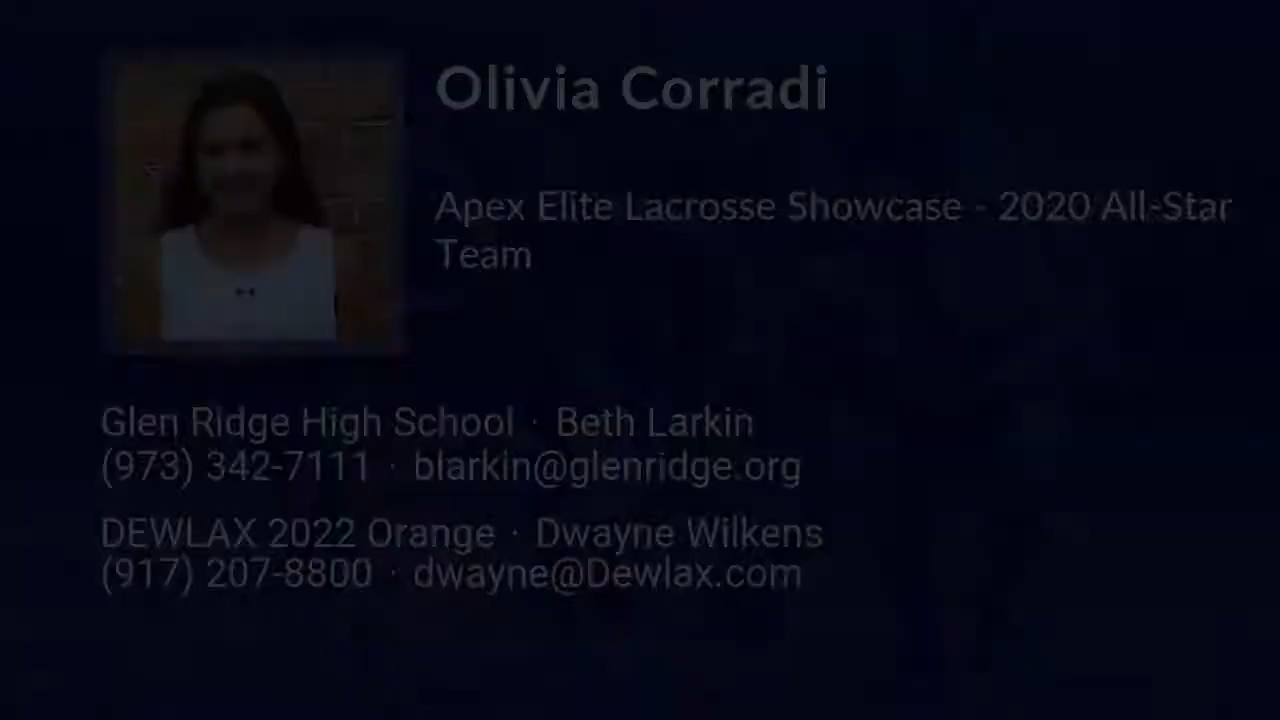 Olivia Corradi
Apex Elite Lacrosse Showcase - 2020 All-Star
Team
Glen Ridge High School · Beth Larkin
(973) 342-7111 · blarkin@glenridge.org
DEWLAX 2022 Orange · Dwayne Wilkens
(917) 207-8800 · dwayne@Dewlax.com